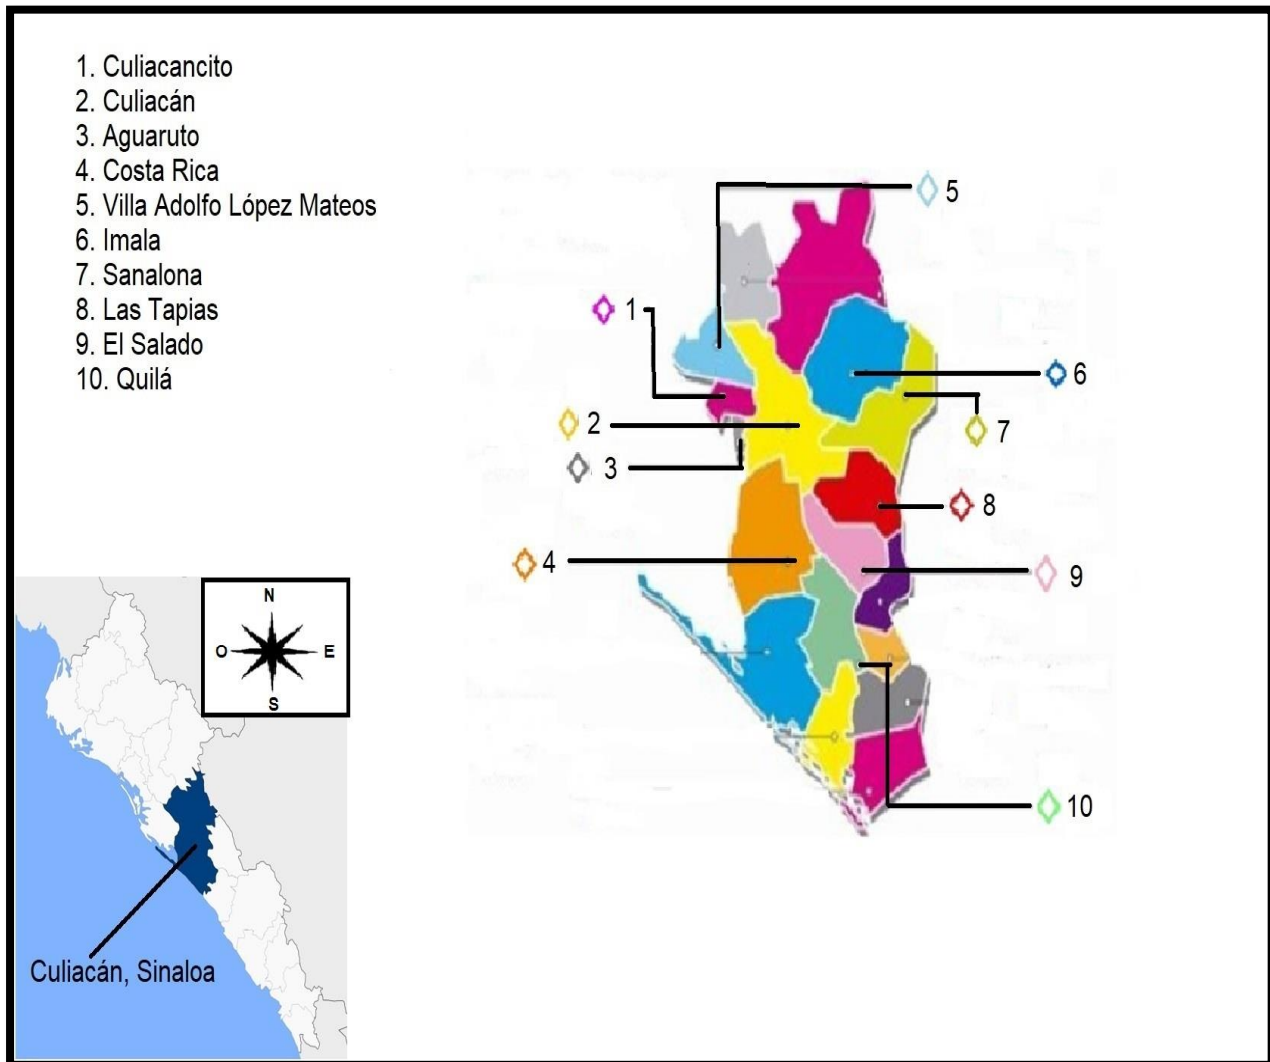 1. Culiacancito
2. Culiacán
3. Aguaruto
4. Costa Rica
5. Villa Adolfo López Mateos
6. Imala
7. Sanalona
8. Las Tapias
9. El Salado
10. Quilá
5
1
6
2
7
3
8
4
9
10
N
O E
S
Culiacán, Sinaloa